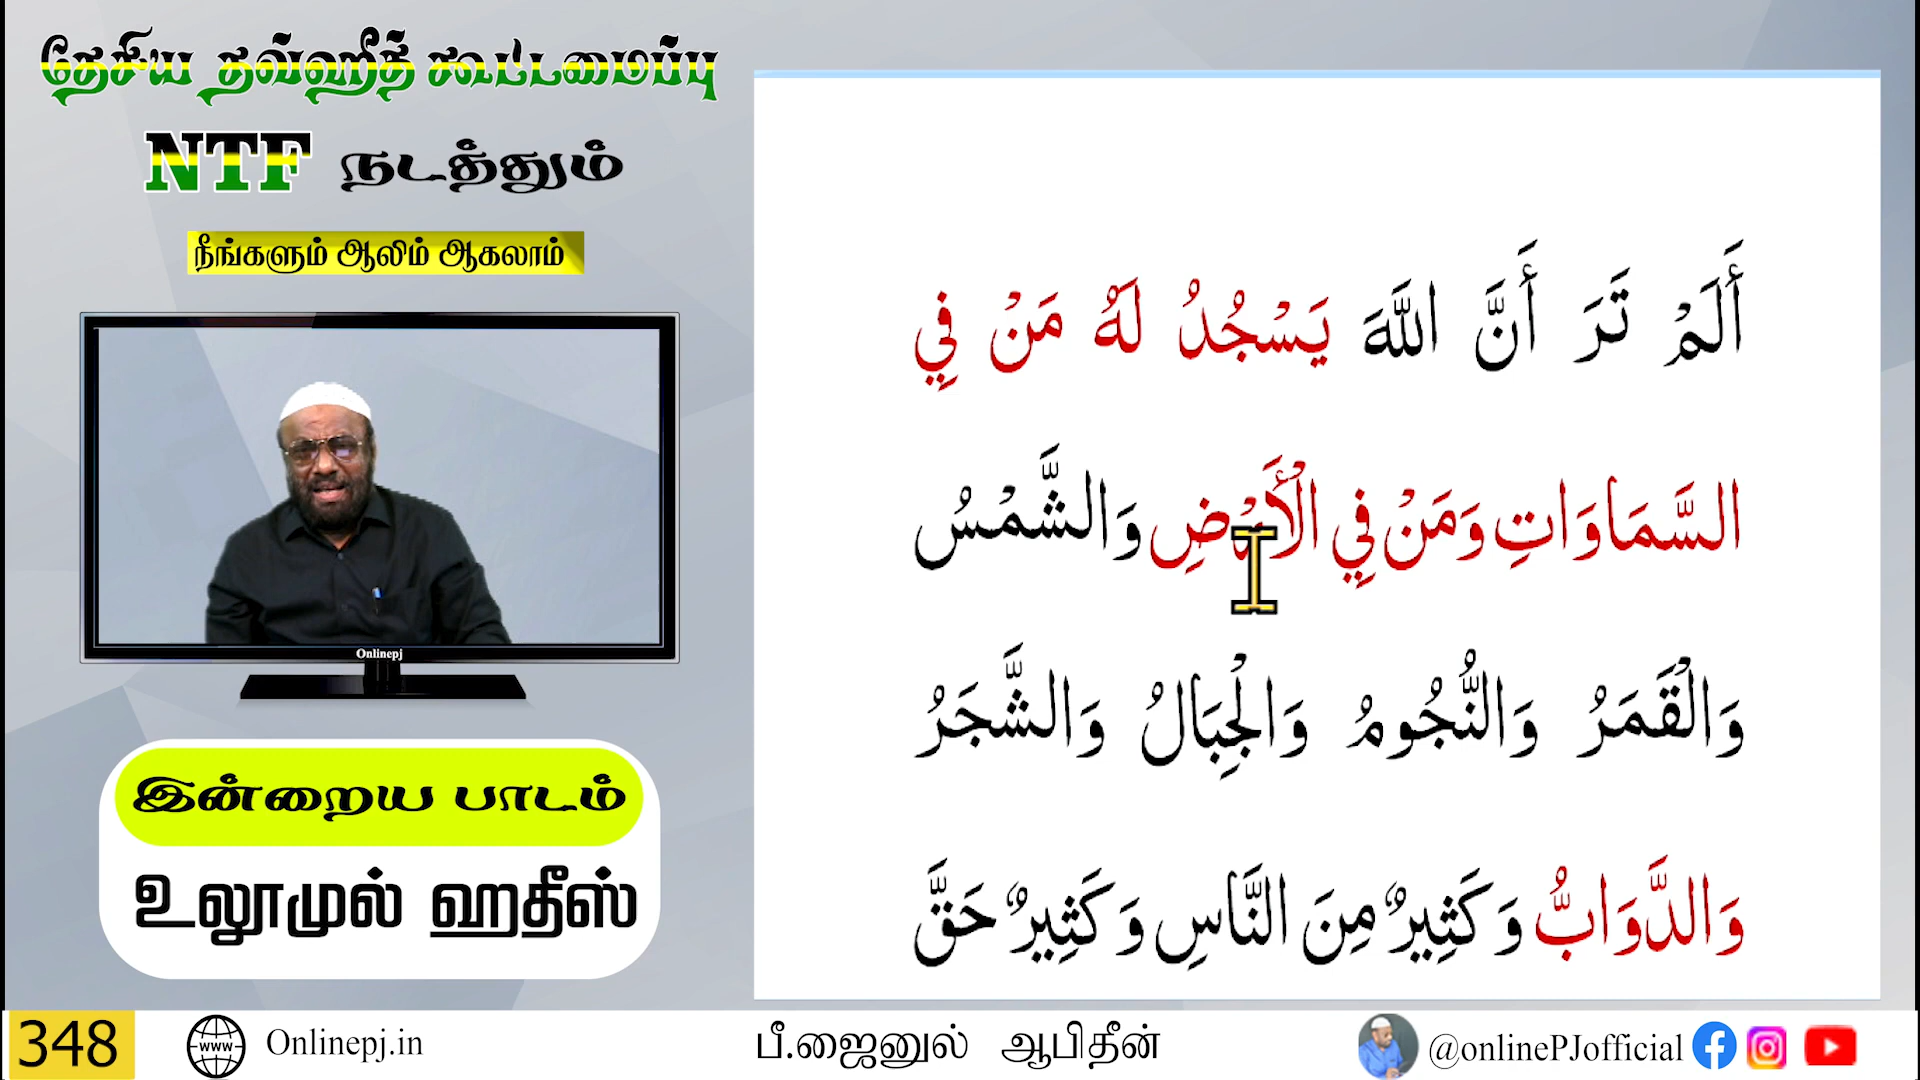 தேசிய தவ்ஹீத் கூட்டமைப்பு
NTF நடத்தும்
நீங்களும் ஆலிம் ஆகலாம்
Onlinepj
இன்றைய பாடம்
உலூமுல் ஹதீஸ்
أَلَمْ تَرَ أَنَّ اللَّهَ يَسْجُدُ لَهُ مَنْ فِي
السَّمَاوَاتِ وَمَنْ فِي الْأَرْضِ وَالشَّمْسُ
وَالْقَمَرُ وَالنُّجُومُ وَالْجِبَالُ وَالشَّجَرُ
وَالدَّوَابُّ وَكَثِيرٌ مِنَ النَّاسِ وَكَثِيرٌ حَقَّ
348 www Onlinepj.in பீ.ஜைனுல் ஆபிதீன் @onlinePJofficial